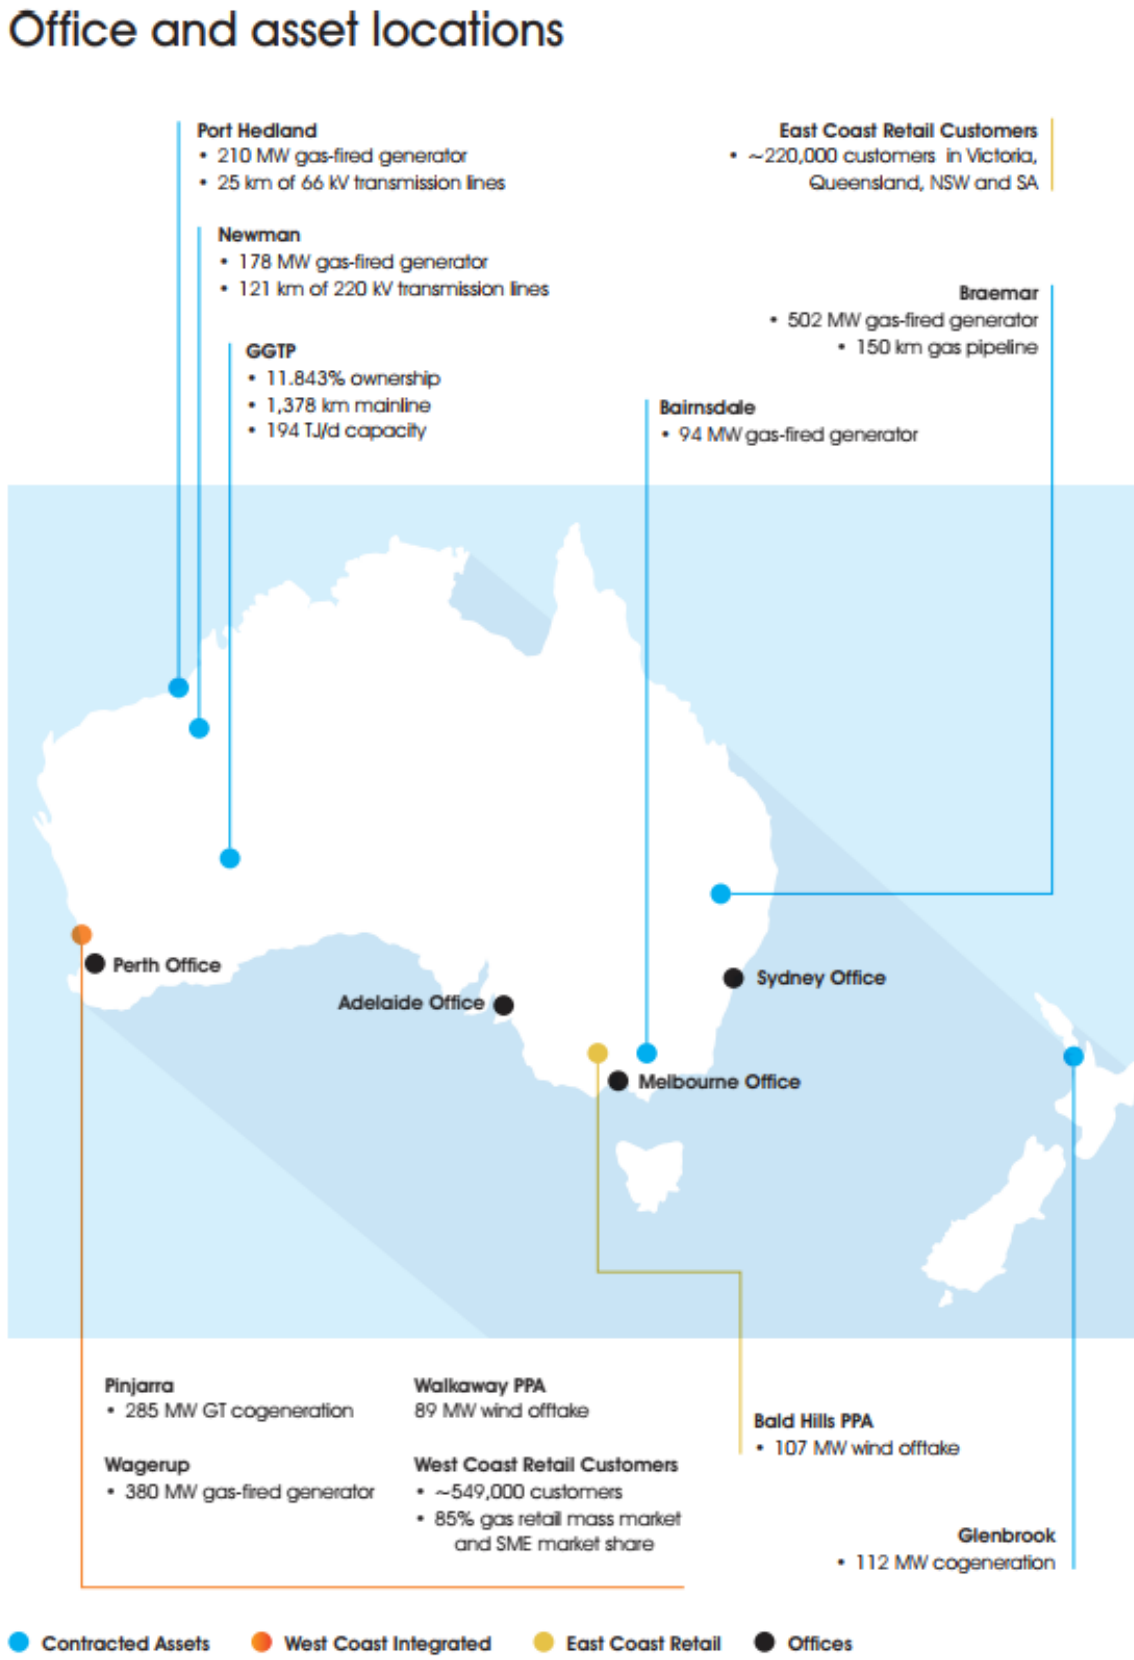 Office and asset locations
Port Hedland
• 210 MW gas-fired generator
• 25 km of 66 kV transmission lines
Newman
• 178 MW gas-fired generator
• 121 km of 220 kV transmission lines
GGTP
• 11.843% ownership
• 1,378 km mainline
• 194 TJ/d capacity
East Coast Retail Customers
• ~220,000 customers in Victoria,
Queensland, NSW and SA
Braemar
• 502 MW gas-fired generator
• 150 km gas pipeline
Bairnsdale
• 94 MW gas-fired generator
Perth Office
Adelaide Office
Sydney Office
Melbourne Office
Pinjarra
• 285 MW GT cogeneration
Wagerup
• 380 MW gas-fired generator
Walkaway PPA
89 MW wind offtake
West Coast Retail Customers
• ~549,000 customers
• 85% gas retail mass market
and SME market share
Bald Hills PPA
• 107 MW wind offtake
Glenbrook
• 112 MW cogeneration
Contracted Assets
West Coast Integrated
East Coast Retail
Offices